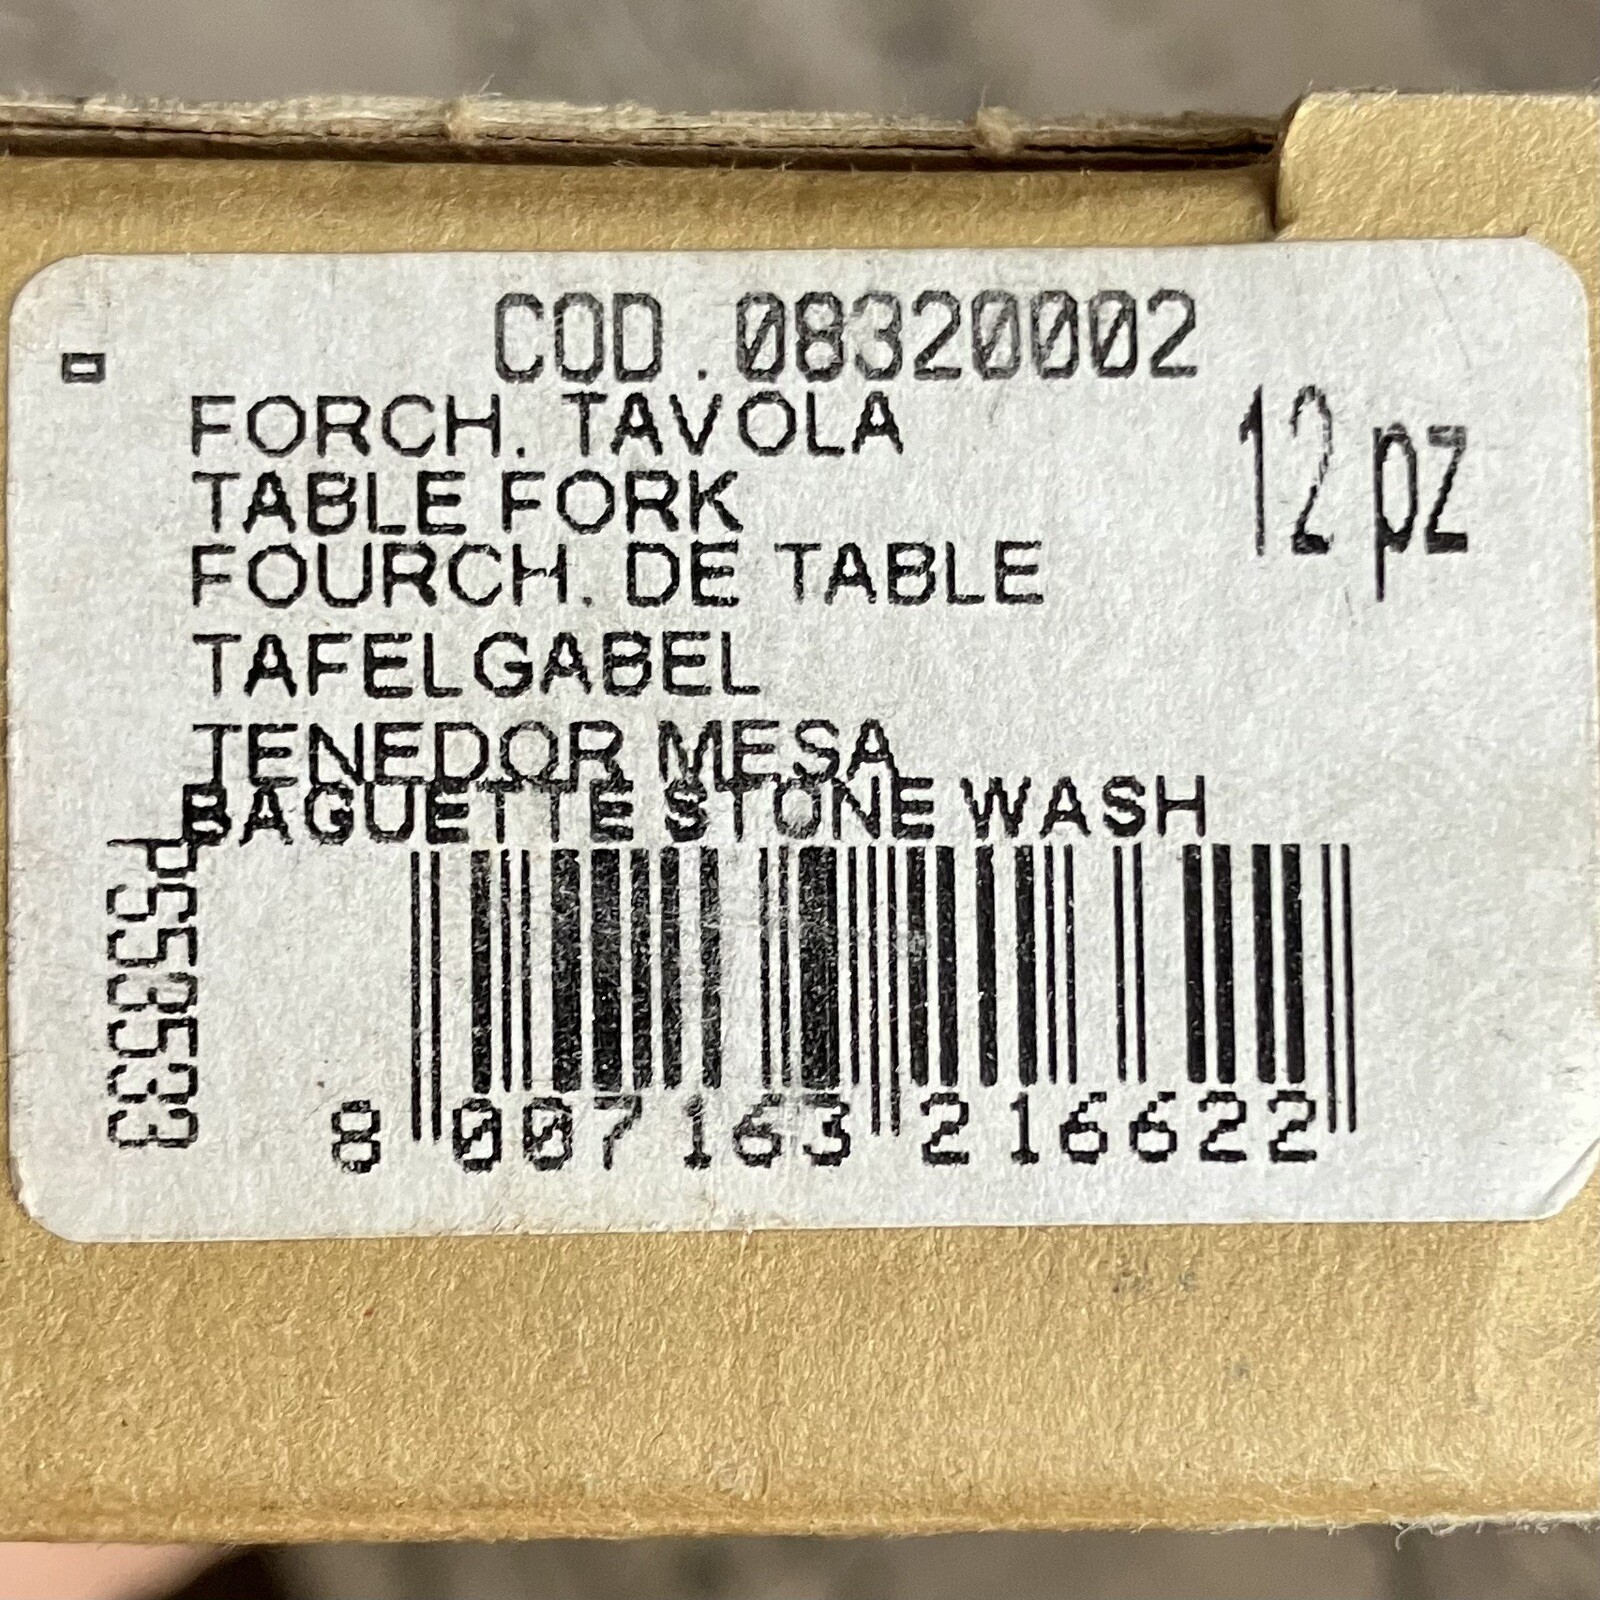 COD.08320002
FORCH. TAVOLA
12 pz
TABLE FORK
FOURCH. DE TABLE
TAFELGABEL
TENEDOR MESA
BAGUETTE STONE WASH
P5535533
8 007163 216622